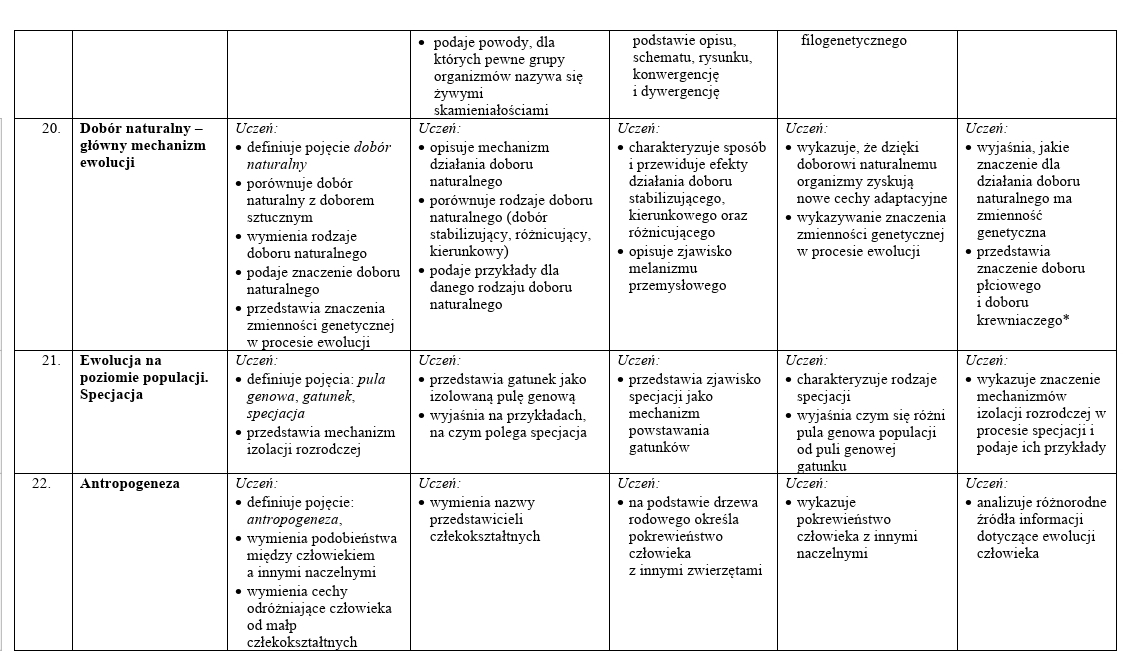 • podaje powody, dla
których pewne grupy
organizmów nazywa się
żywymi
skamieniałościami
podstawie opisu,
schematu, rysunku,
konwergencję
i dywergencję
filogenetycznego
20.
Dobór naturalny –
główny mechanizm
ewolucji
Uczeń:
• definiuje pojęcie dobór
naturalny
• porównuje dobór
naturalny z doborem
sztucznym
• wymienia rodzaje
doboru naturalnego
• podaje znaczenie doboru
naturalnego
• przedstawia znaczenia
zmienności genetycznej
w procesie ewolucji
Uczeń:
• opisuje mechanizm
działania doboru
naturalnego
• porównuje rodzaje doboru
naturalnego (dobór
stabilizujący, różnicujący,
kierunkowy)
• podaje przykłady dla
danego rodzaju doboru
naturalnego
Uczeń:
• charakteryzuje sposób
i przewiduje efekty
działania doboru
stabilizującego,
kierunkowego oraz
różnicującego
• opisuje zjawisko
melanizmu
przemysłowego
Uczeń:
• wykazuje, że dzięki
doborowi naturalnemu
organizmy zyskują
nowe cechy adaptacyjne
• wykazywanie znaczenia
zmienności genetycznej
w procesie ewolucji
Uczeń:
• wyjaśnia, jakie
znaczenie dla
działania doboru
naturalnego ma
zmienność
genetyczna
• przedstawia
znaczenie doboru
płciowego
i doboru
krewniaczego*
21.
Ewolucja na
poziomie populacji.
Specjacja
Uczeń:
• definiuje pojęcia: pula
genowa, gatunek,
specjacja
• przedstawia mechanizm
izolacji rozrodczej
Uczeń:
• przedstawia gatunek jako
izolowaną pulę genową
• wyjaśnia na przykładach,
na czym polega specjacja
Uczeń:
• przedstawia zjawisko
specjacji jako
mechanizm
powstawania
gatunków
Uczeń:
• charakteryzuje rodzaje
specjacji
• wyjaśnia czym się różni
pula genowa populacji
od puli genowej
gatunku
Uczeń:
• wykazuje znaczenie
mechanizmów
izolacji rozrodczej w
procesie specjacji i
podaje ich przykłady
22.
Antropogeneza
Uczeń:
• definiuje pojęcie:
antropogeneza,
• wymienia podobieństwa
między człowiekiem
a innymi naczelnymi
• wymienia cechy
odróżniające człowieka
od małp
człekokształtnych
Uczeń:
• wymienia nazwy
przedstawicieli
człekokształtnych
Uczeń:
• na podstawie drzewa
rodowego określa
pokrewieństwo
człowieka
z innymi zwierzętami
Uczeń:
• wykazuje
pokrewieństwo
człowieka z innymi
naczelnymi
Uczeń:
• analizuje różnorodne
źródła informacji
dotyczące ewolucji
człowieka